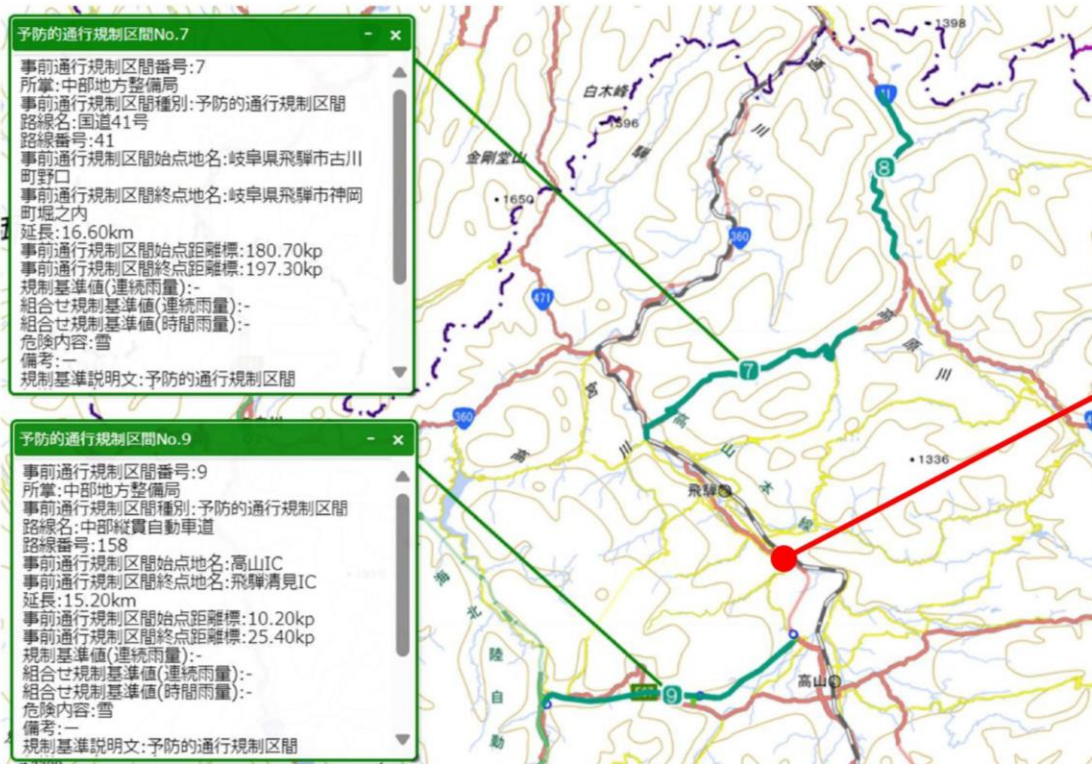 予防的通行規制区間No.7
事前通行規制区間番号:7
所掌:中部地方整備局
事前通行規制区間種別:予防的通行規制区間
路線名:国道41号
路線番号:41
事前通行規制区間始点地名:岐阜県飛騨市古川
町野口
事前通行規制区間終点地名:岐阜県飛騨市神岡
町堀之内
延長:16.60km
事前通行規制区間始点距離標:180.70kp
事前通行規制区間終点距離標:197.30kp
規制基準値(連続雨量):-
組合せ規制基準値(連続雨量):-
組合せ規制基準値(時間雨量):-
危険内容:雪
備考:ー
規制基準説明文:予防的通行規制区間
予防的通行規制区間No.9
事前通行規制区間番号:9
所掌:中部地方整備局
事前通行規制区間種別:予防的通行規制区間
路線名:中部縦貫自動車道
路線番号:158
事前通行規制区間始点地名:高山IC
事前通行規制区間終点地名:飛騨清見IC
延長:15.20km
事前通行規制区間始点距離標:10.20kp
事前通行規制区間終点距離標:25.40kp
規制基準値(連続雨量):-
組合せ規制基準値(連続雨量):-
組合せ規制基準値(時間雨量):-
危険内容:雪
備考:ー
規制基準説明文:予防的通行規制区間
1398
白木峰
1596
金剛堂山
1650
41
8
360
471
7
高原川
360
宮川
高山本線
1336
飛騨
9
高山
東海北陸自動